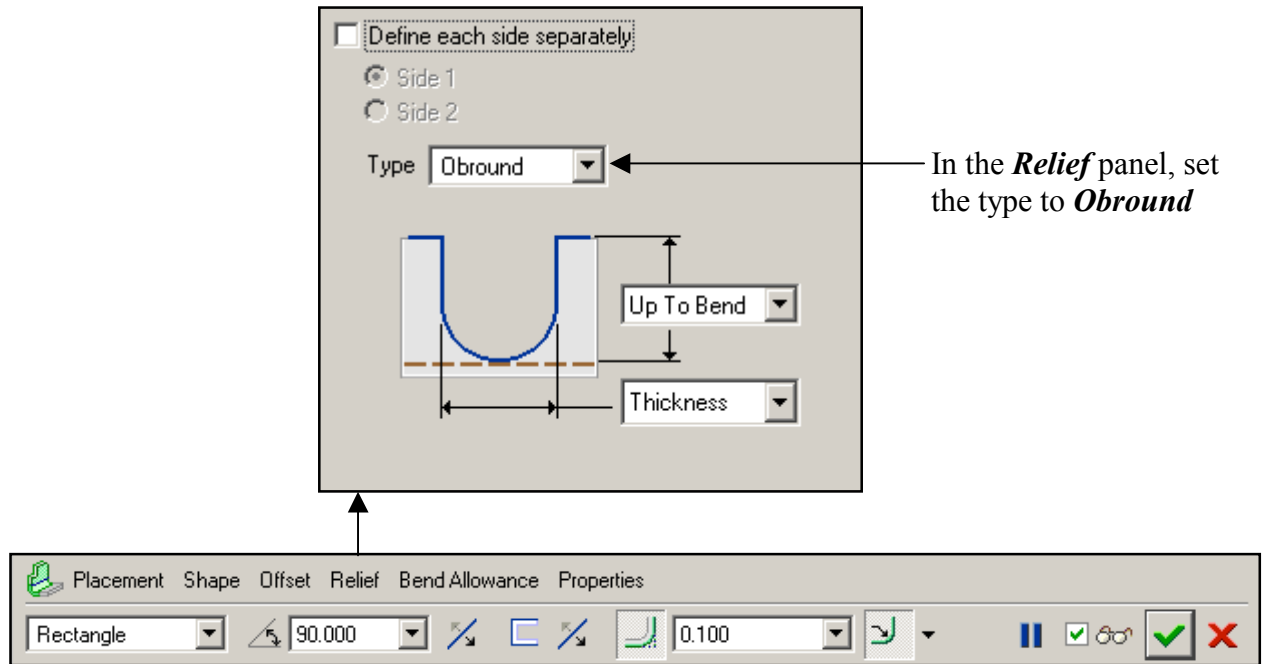 Define each side separately
Side 1
Side 2
Type Obround
In the Relief panel, set
the type to Obround
Up To Bend
Thickness
Placement Shape Offset Relief Bend Allowance Properties
Rectangle 90.000 0.100